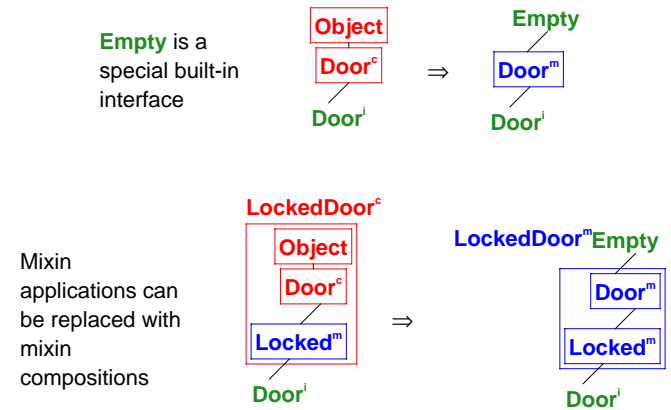 Empty is a
special built-in
interface
Object
Door^c
Door^i
⇒
Empty
Door^m
Door^i
Mixin
applications can
be replaced with
mixin
compositions
LockedDoor^c
Object
Door^c
Locked^m
Door^i
⇒
LockedDoor^m Empty
Door^m
Locked^m
Door^i